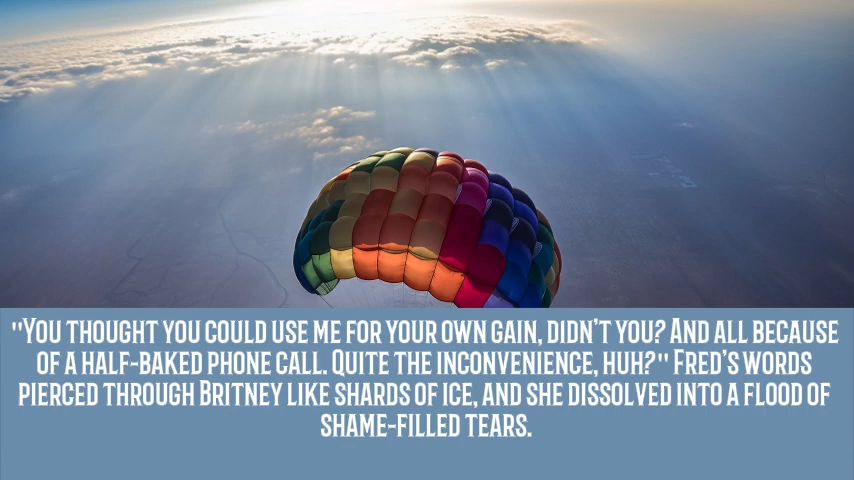 "You thought you could use me for your own gain, didn't you? And all because
of a half-baked phone call. Quite the inconvenience, huh?" Fred's words
pierced through Britney like shards of ice, and she dissolved into a flood of
shame-filled tears.